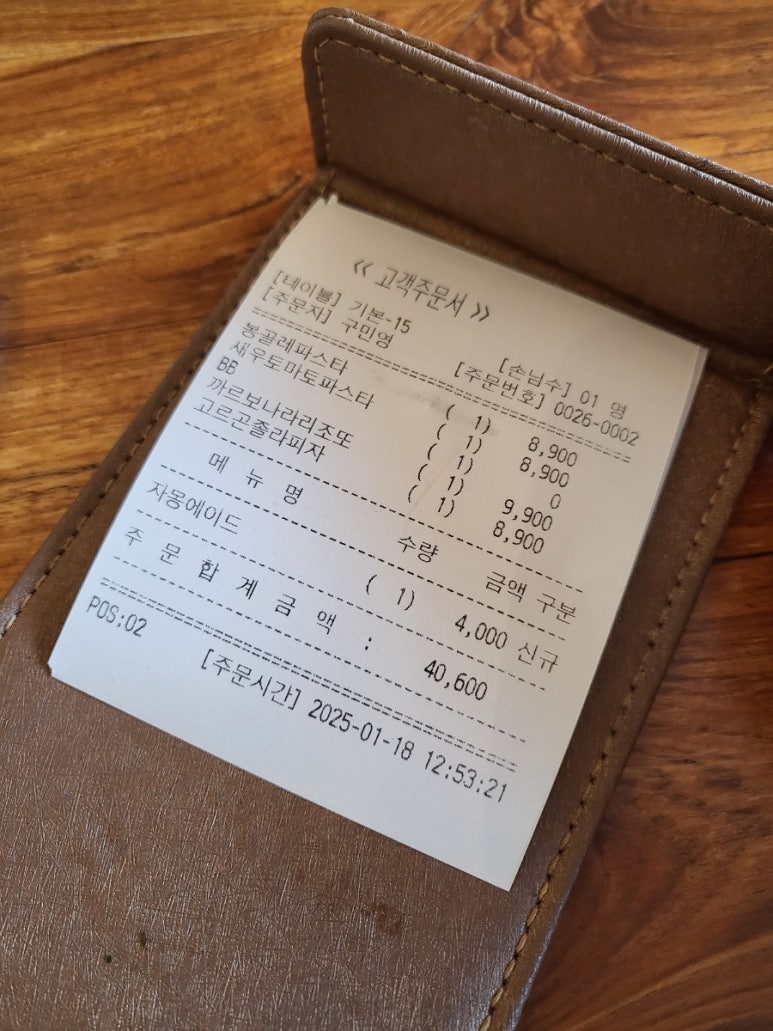 《 고객주문서 》
[테이블] 기본-15 [손님수] 01 명
[주문자] 구민영 [주문번호] 0026-0002
봉골레파스타 ( 1) 8,900
새우토마토파스타 ( 1) 8,900
BB ( 1) 0
까르보나라리조또 ( 1) 9,900
고르곤졸라피자 ( 1) 8,900
메 뉴 명 수량 금액 구분
자몽에이드 ( 1) 4,000 신규
주 문 합 계 금 액 : 40,600
POS:02 [주문시간] 2025-01-18 12:53:21